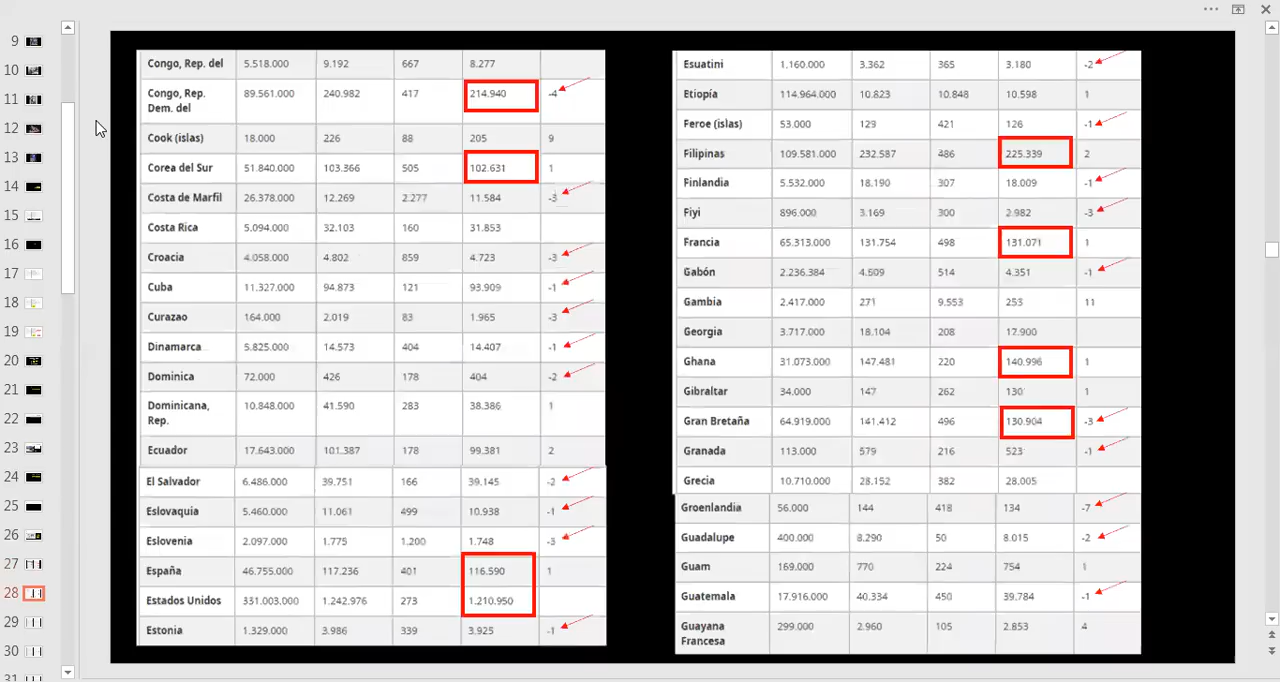 9
10
11
12
13
14
15
16
17
18
19
20
21
22
23
24
25
26
27
28
29
30
31
Congo, Rep. del 5.518.000 9.192 667 8.277
Congo, Rep. 89.561.000 240.982 417 214.940 -4
Dem. del
Cook (islas) 18.000 226 88 205 9
Corea del Sur 51.840.000 103.366 505 102.631 1
Costa de Marfil 26.378.000 12.269 2.277 11.584 -3
Costa Rica 5.094.000 32.103 160 31.853
Croacia 4.058.000 4.802 859 4.723 -3
Cuba 11.327.000 94.873 121 93.909 -1
Curazao 164.000 2.019 83 1.965 -3
Dinamarca 5.825.000 14.573 404 14.407 -1
Dominica 72.000 426 178 404 -2
Dominicana, 10.848.000 41.590 283 38.386 1
Rep.
Ecuador 17.643.000 101.387 178 99.381 2
El Salvador 6.486.000 39.751 166 39.145 -2
Eslovaquia 5.460.000 11.061 499 10.938 -1
Eslovenia 2.097.000 1.775 1.200 1.748 -3
España 46.755.000 117.236 401 116.590 1
Estados Unidos 331.003.000 1.242.976 273 1.210.950
Estonia 1.329.000 3.986 339 3.925 -1
Esuatini 1.160.000 3.362 365 3.180 -2
Etiopía 114.964.000 10.823 10.848 10.598 1
Feroe (islas) 53.000 129 421 126 -1
Filipinas 109.581.000 232.587 486 225.339 2
Finlandia 5.532.000 18.190 307 18.009 -1
Fiyi 896.000 3.169 300 2.982 -3
Francia 65.313.000 131.754 498 131.071 1
Gabón 2.236.384 4.509 514 4.351 -1
Gambia 2.417.000 271 9.553 253 11
Georgia 3.717.000 18.104 208 17.900
Ghana 31.073.000 147.481 220 140.996 1
Gibraltar 34.000 147 262 130 1
Gran Bretaña 64.919.000 141.412 496 130.904 -3
Granada 113.000 579 216 523 -1
Grecia 10.710.000 28.152 382 28.005
Groenlandia 56.000 144 418 134 -7
Guadalupe 400.000 8.290 50 8.015 -2
Guam 169.000 770 224 754 1
Guatemala 17.916.000 40.334 450 39.784 -1
Guayana 299.000 2.960 105 2.853 4
Francesa